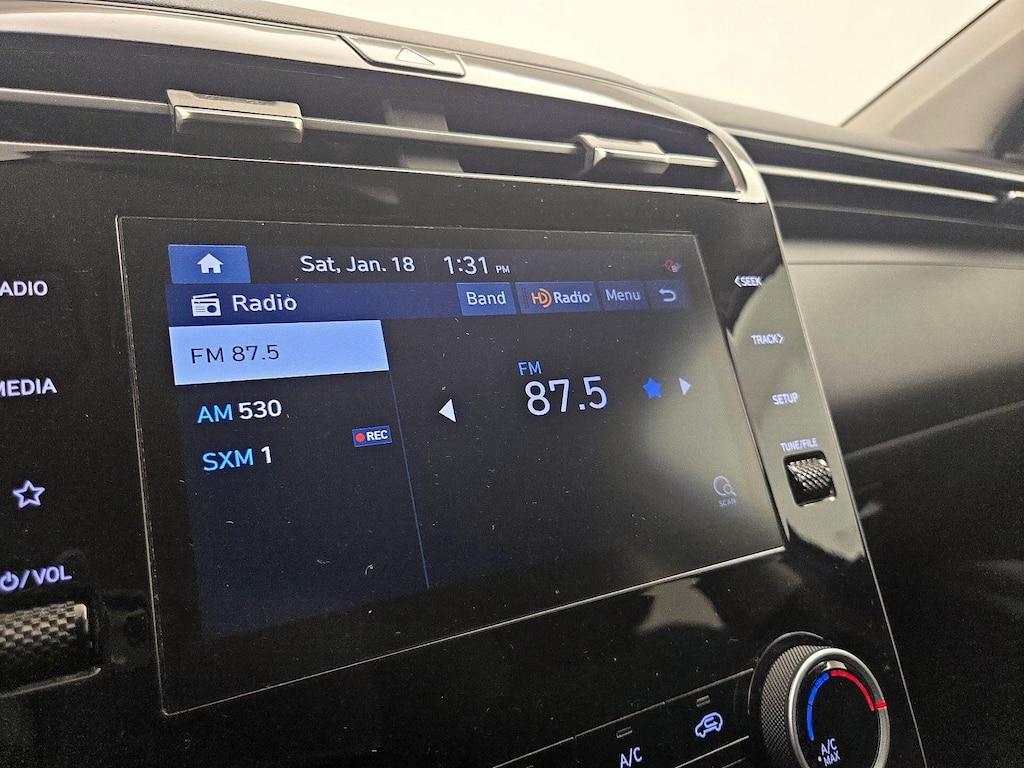 Sat, Jan. 18 1:31 PM
Radio Band HD Radio Menu
FM 87.5
AM 530
REC
SXM 1
FM
87.5
SCAN
ADIO
MEDIA
/VOL
<SEEK
TRACK>
SETUP
TUNE/FILE
A/C
A/C
MAX